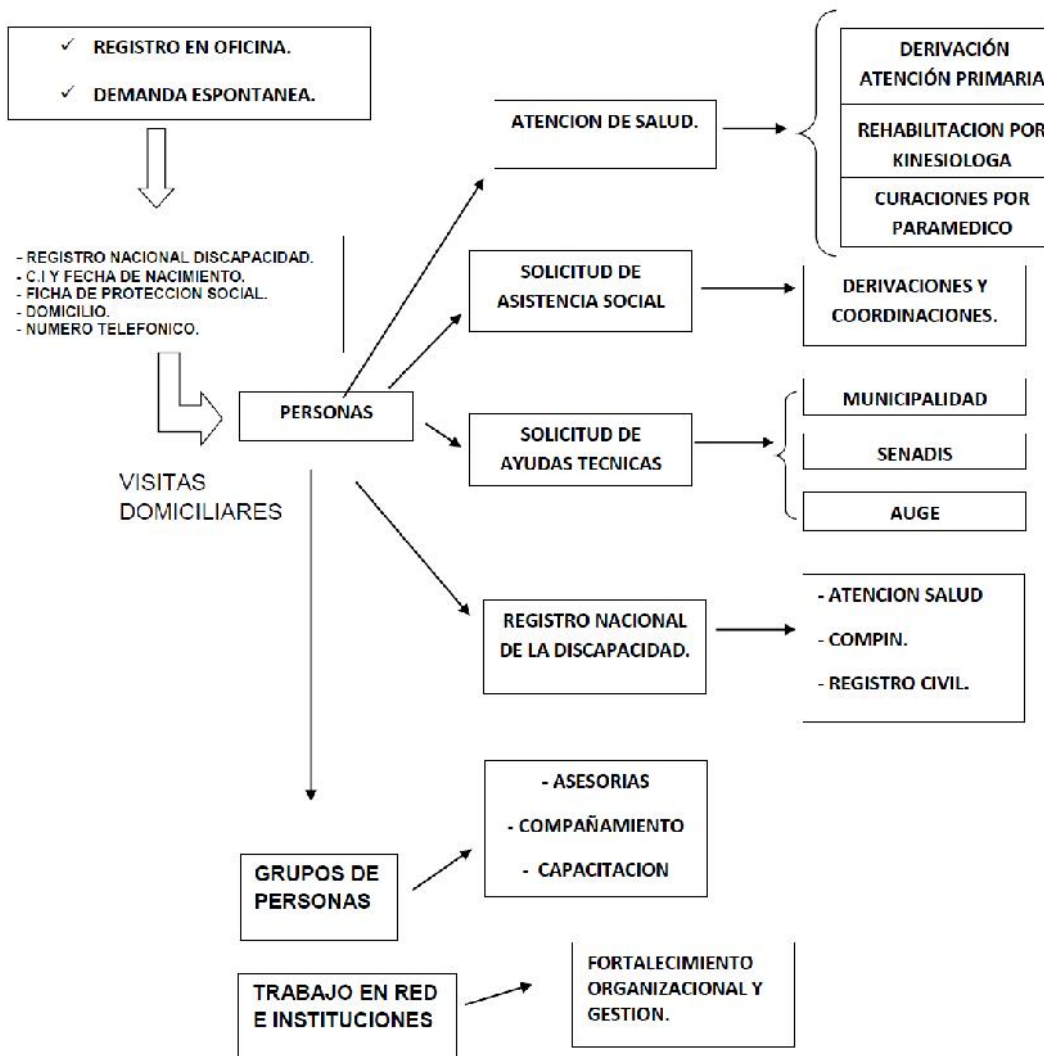 ✓ REGISTRO EN OFICINA.
✓ DEMANDA ESPONTANEA.
- REGISTRO NACIONAL DISCAPACIDAD.
- C.I Y FECHA DE NACIMIENTO.
- FICHA DE PROTECCION SOCIAL.
- DOMICILIO.
- NUMERO TELEFONICO.
VISITAS
DOMICILIARES
PERSONAS
ATENCION DE SALUD.
DERIVACIÓN
ATENCIÓN PRIMARIA
REHABILITACION POR
KINESIOLOGA
CURACIONES POR
PARAMEDICO
SOLICITUD DE
ASISTENCIA SOCIAL
DERIVACIONES Y
COORDINACIONES.
SOLICITUD DE
AYUDAS TECNICAS
MUNICIPALIDAD
SENADIS
AUGE
REGISTRO NACIONAL
DE LA DISCAPACIDAD.
- ATENCION SALUD
- COMPIN.
- REGISTRO CIVIL.
GRUPOS DE
PERSONAS
- ASESORIAS
- COMPAÑAMIENTO
- CAPACITACION
TRABAJO EN RED
E INSTITUCIONES
FORTALECIMIENTO
ORGANIZACIONAL Y
GESTION.